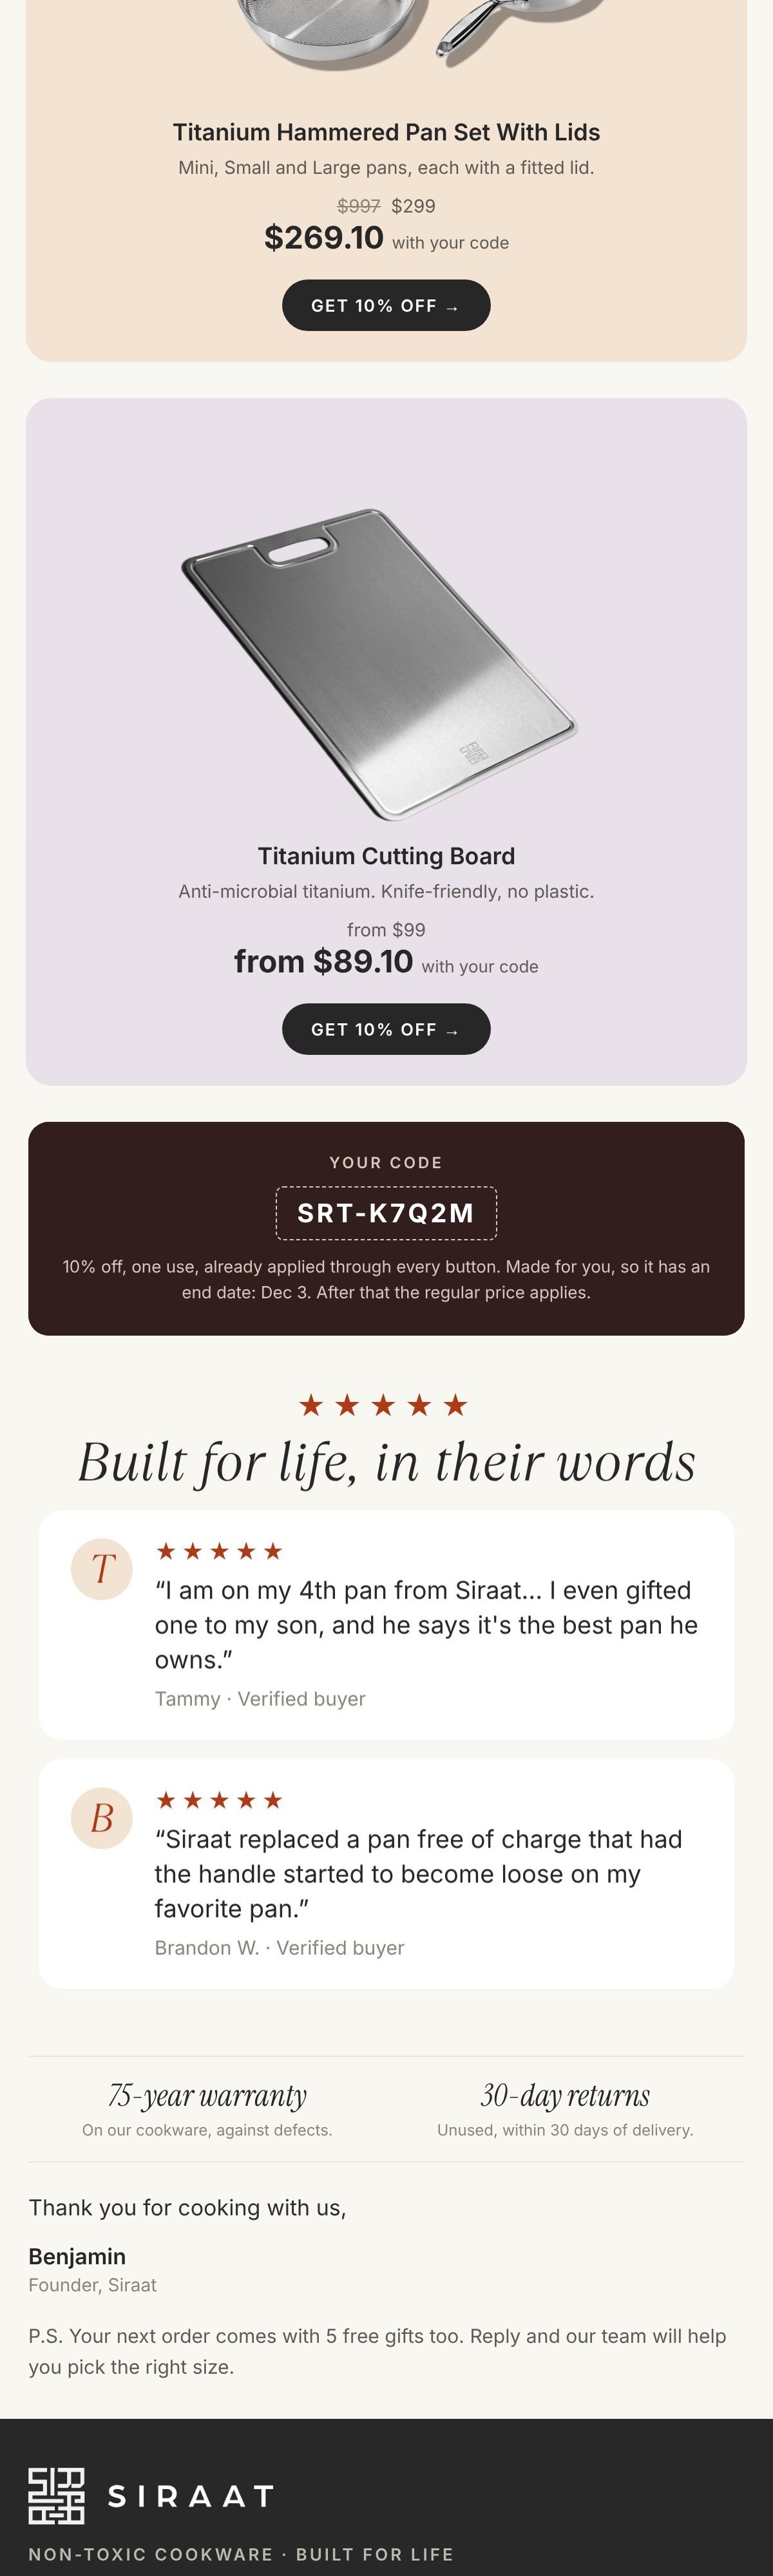 Titanium Hammered Pan Set With Lids
Mini, Small and Large pans, each with a fitted lid.
$997 $299
$269.10 with your code
GET 10% OFF →
Titanium Cutting Board
Anti-microbial titanium. Knife-friendly, no plastic.
from $99
from $89.10 with your code
GET 10% OFF →
YOUR CODE
SRT-K7Q2M
10% off, one use, already applied through every button. Made for you, so it has an
end date: Dec 3. After that the regular price applies.
★★★★★
Built for life, in their words
T
★★★★★
“I am on my 4th pan from Siraat... I even gifted
one to my son, and he says it's the best pan he
owns.”
Tammy · Verified buyer
B
★★★★★
“Siraat replaced a pan free of charge that had
the handle started to become loose on my
favorite pan.”
Brandon W. · Verified buyer
75-year warranty
On our cookware, against defects.
30-day returns
Unused, within 30 days of delivery.
Thank you for cooking with us,
Benjamin
Founder, Siraat
P.S. Your next order comes with 5 free gifts too. Reply and our team will help
you pick the right size.
SIRAAT
NON-TOXIC COOKWARE · BUILT FOR LIFE